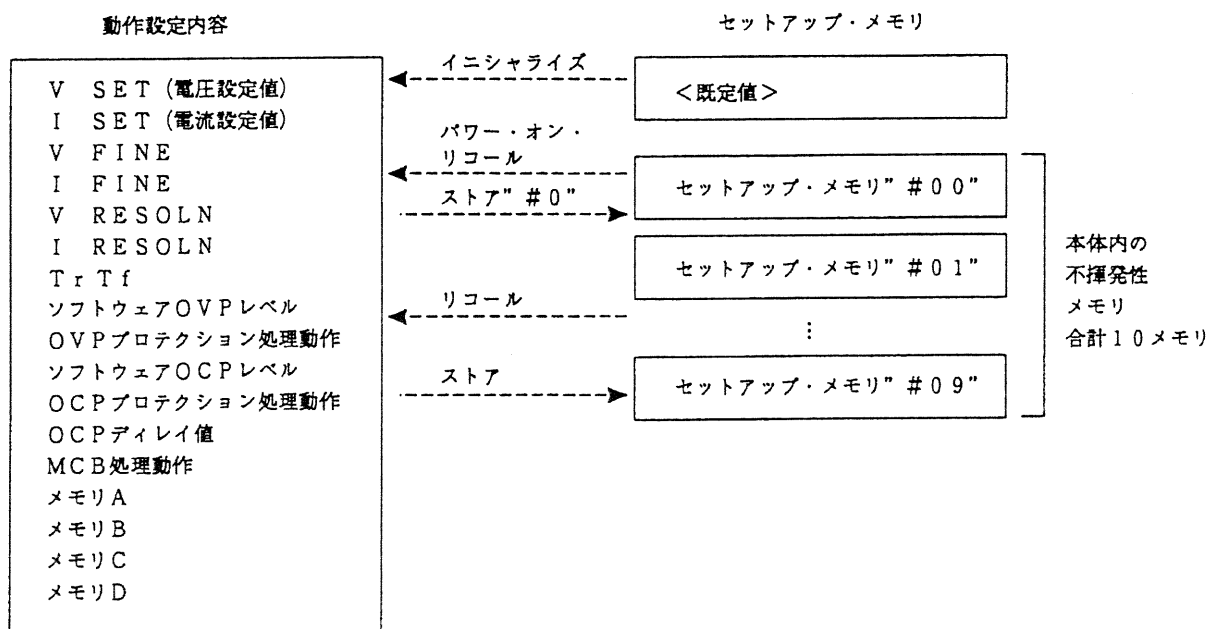 動作設定内容
セットアップ・メモリ
V SET(電圧設定値)
I SET(電流設定値)
V FINE
I FINE
V RESOLN
I RESOLN
TrTf
ソフトウェアOVPレベル
OVPプロテクション処理動作
ソフトウェアOCPレベル
OCPプロテクション処理動作
OCPディレイ値
MCB処理動作
メモリA
メモリB
メモリC
メモリD
イニシャライズ
パワー・オン・
リコール
ストア"#0"
リコール
ストア
<既定値>
セットアップ・メモリ"#00"
セットアップ・メモリ"#01"
⋮
セットアップ・メモリ"#09"
本体内の
不揮発性
メモリ
合計10メモリ